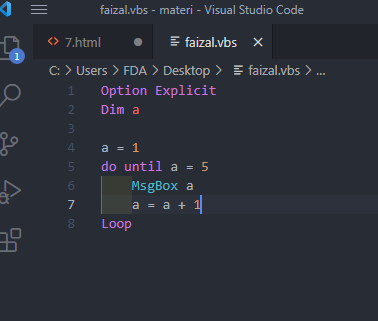 faizal.vbs - materi - Visual Studio Code
<> 7.html
faizal.vbs
C: > Users > FDA > Desktop > faizal.vbs > ...
1
1 Option Explicit
2 Dim a
3
4 a = 1
5 do until a = 5
6 MsgBox a
7 a = a + 1
8 Loop